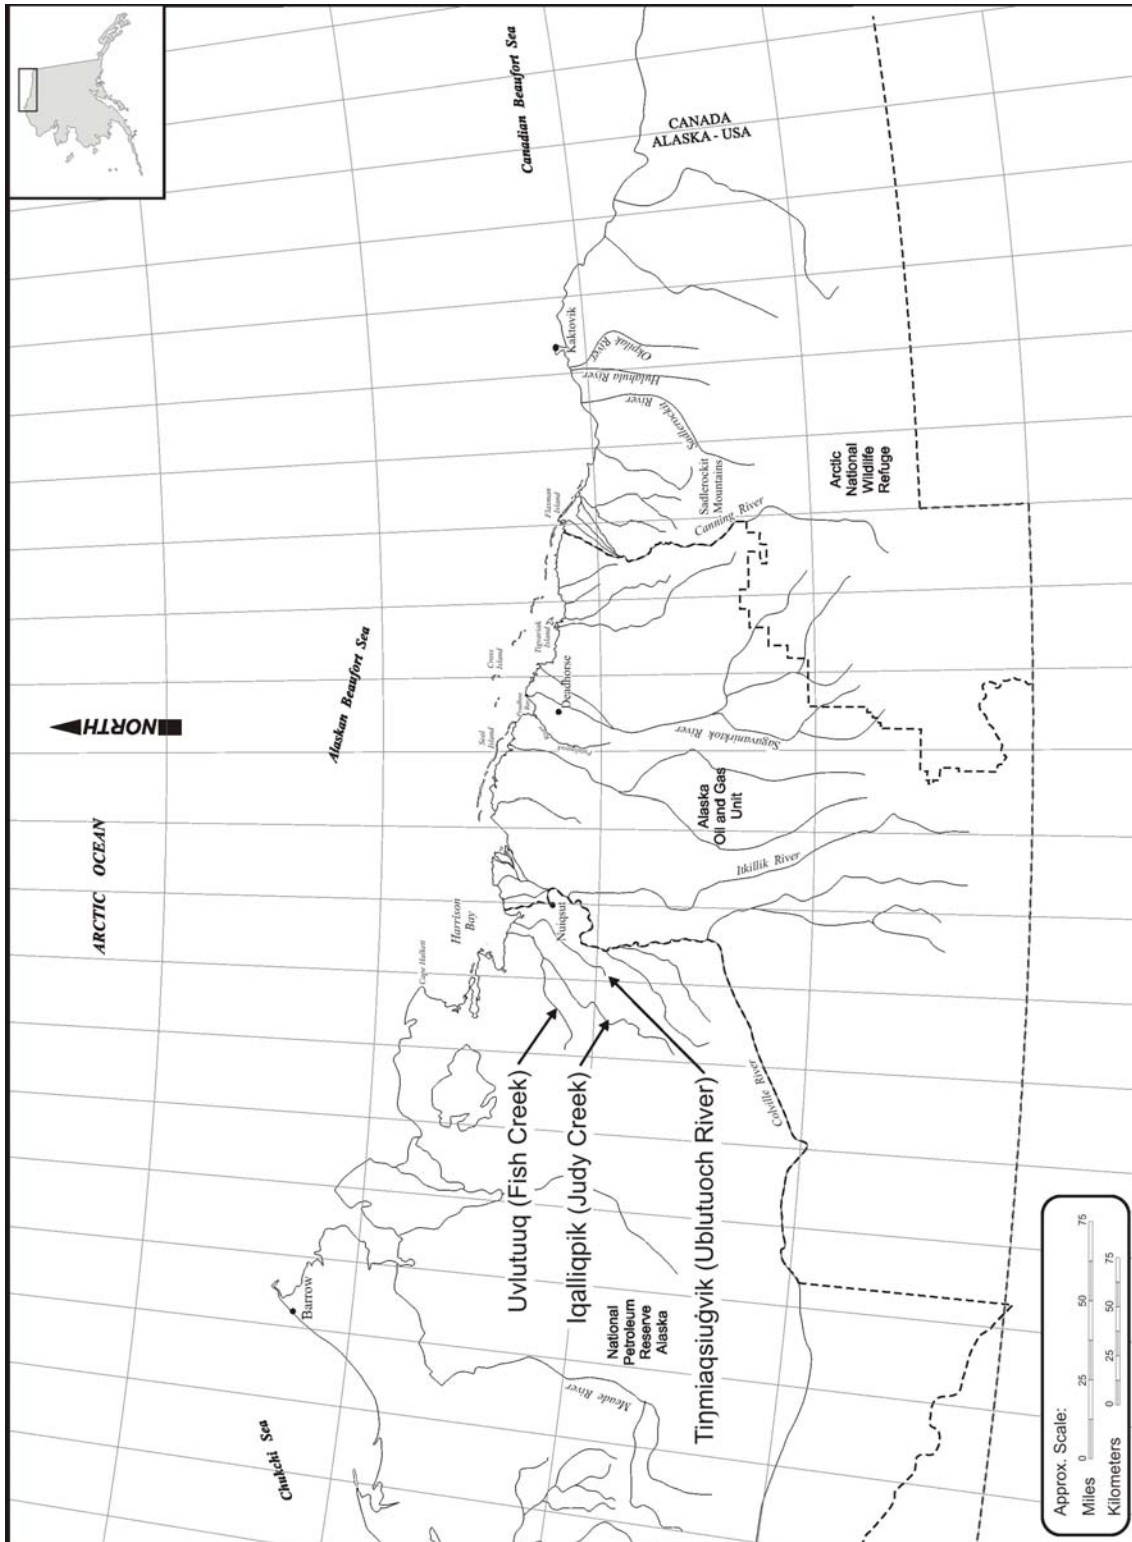 ARCTIC OCEAN
NORTH
Chukchi Sea
Alaskan Beaufort Sea
Canadian Beaufort Sea
Barrow
Cape Halkett
Harrison
Bay
Seal
Island
Prudhoe
Bay
Cross
Island
Tigvariak
Island
Flaxman
Island
Kaktovik
CANADA
ALASKA - USA
Nuiqsut
Deadhorse
Okpilak River
Hulahula River
Sadlerockit
River
Sadlerockit
Mountains
Canning River
Arctic
National
Wildlife
Refuge
Sagavanirktok River
Alaska
Oil and Gas
Unit
Itkillik River
Colville River
Uvlutuuq (Fish Creek)
Iqalliqpik (Judy Creek)
Tiŋmiaqsiuġvik (Ublutuoch River)
National
Petroleum
Reserve
Alaska
Meade River
Approx. Scale:
0 25 50 75
Miles
0 25 50 75
Kilometers